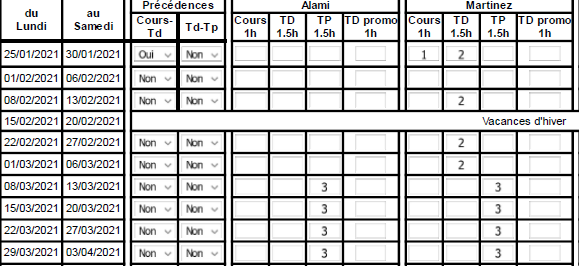 du Lundi au Samedi Précédences Alami Martinez
Cours-Td Td-Tp Cours 1h TD 1.5h TP 1.5h TD promo 1h Cours 1h TD 1.5h TP 1.5h TD promo 1h
25/01/2021 30/01/2021 Oui Non 1 2
01/02/2021 06/02/2021 Non Non
08/02/2021 13/02/2021 Non Non 2
15/02/2021 20/02/2021 Vacances d'hiver
22/02/2021 27/02/2021 Non Non 2
01/03/2021 06/03/2021 Non Non 2
08/03/2021 13/03/2021 Non Non 3 3
15/03/2021 20/03/2021 Non Non 3 3
22/03/2021 27/03/2021 Non Non 3 3
29/03/2021 03/04/2021 Non Non 3 3